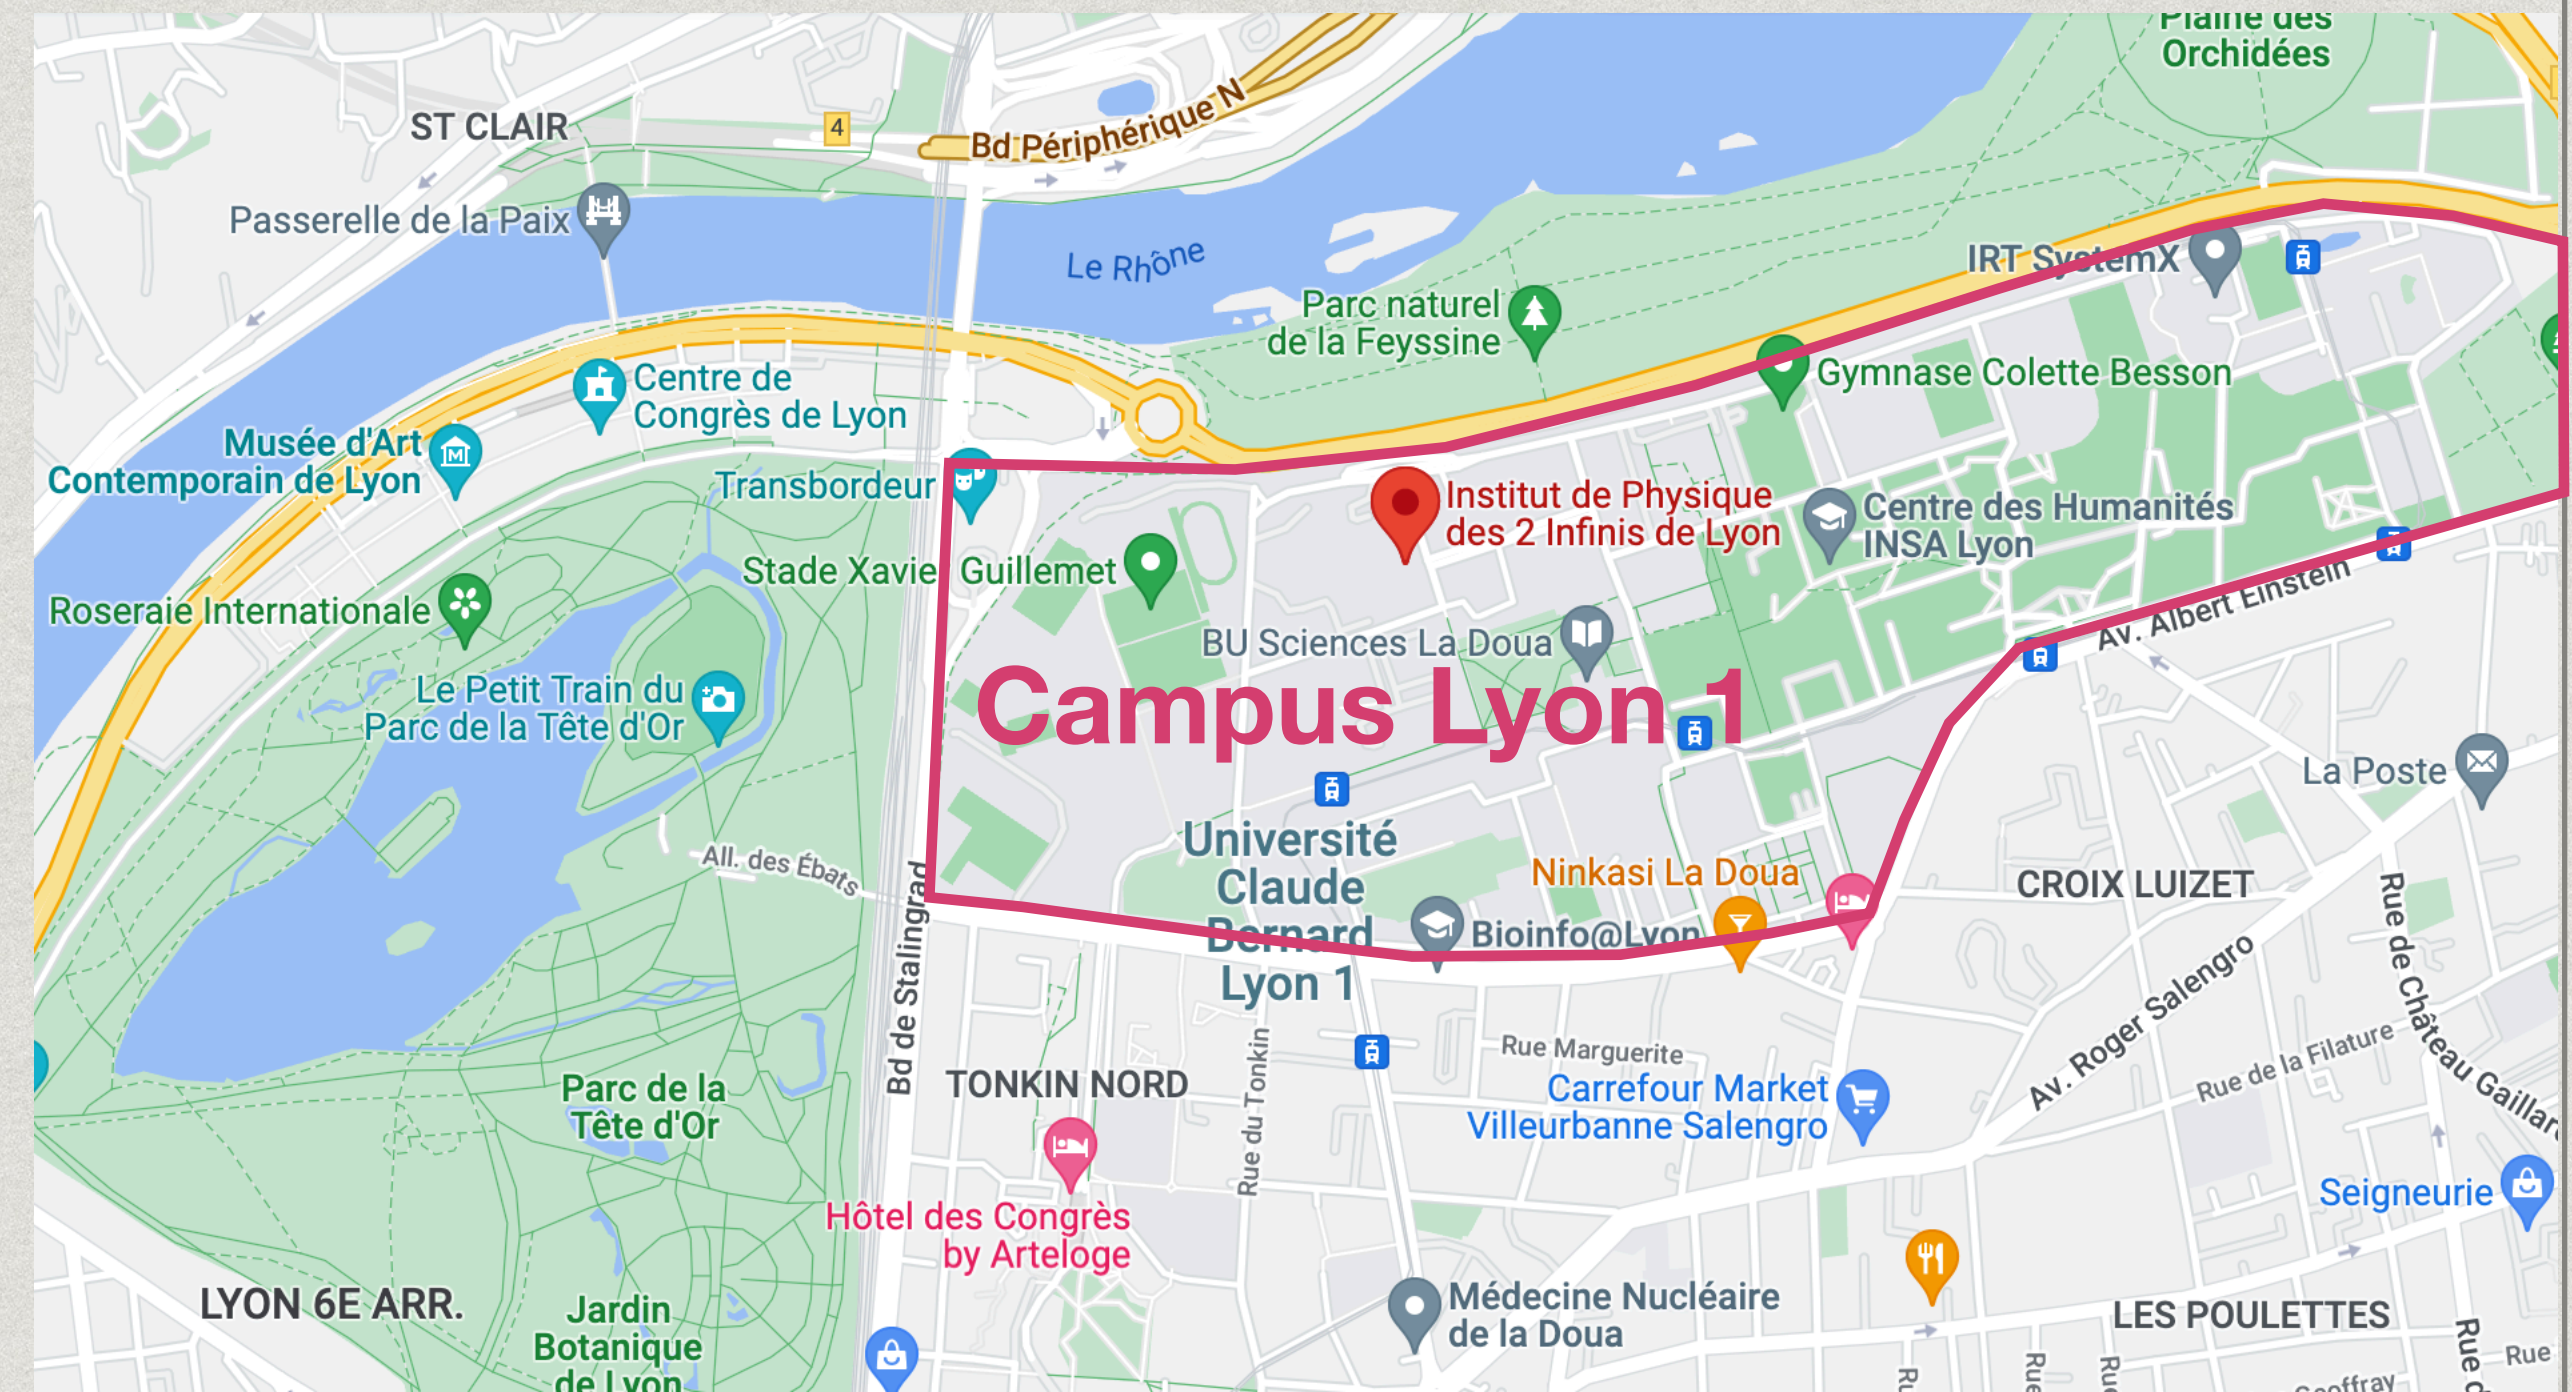 Plaine des
Orchidées
ST CLAIR
4
Bd Périphérique N
Passerelle de la Paix
Le Rhône
IRT SystemX
Parc naturel
de la Feyssine
Gymnase Colette Besson
Centre de
Congrès de Lyon
Musée d'Art
Contemporain de Lyon
M
Transbordeur
Institut de Physique
des 2 Infinis de Lyon
Centre des Humanités
INSA Lyon
Stade Xavie Guillemet
Roseraie Internationale
BU Sciences La Doua
Av. Albert Einstein
Le Petit Train du
Parc de la Tête d'Or
Campus Lyon 1
La Poste
Université
Claude
Bernard
Lyon 1
All. des Ébats
Ninkasi La Doua
CROIX LUIZET
Bioinfo@Lyon
Bd de Stalingrad
Rue de Château Gaillar
Av. Roger Salengro
Rue Marguerite
Rue de la Filature
Rue du Tonkin
TONKIN NORD
Parc de la
Tête d'Or
Carrefour Market
Villeurbanne Salengro
Seigneurie
Hôtel des Congrès
by Arteloge
LYON 6E ARR.
Médecine Nucléaire
de la Doua
LES POULETTES
Jardin
Botanique
de Lyon
Rue
Rue
Rue
Rue d